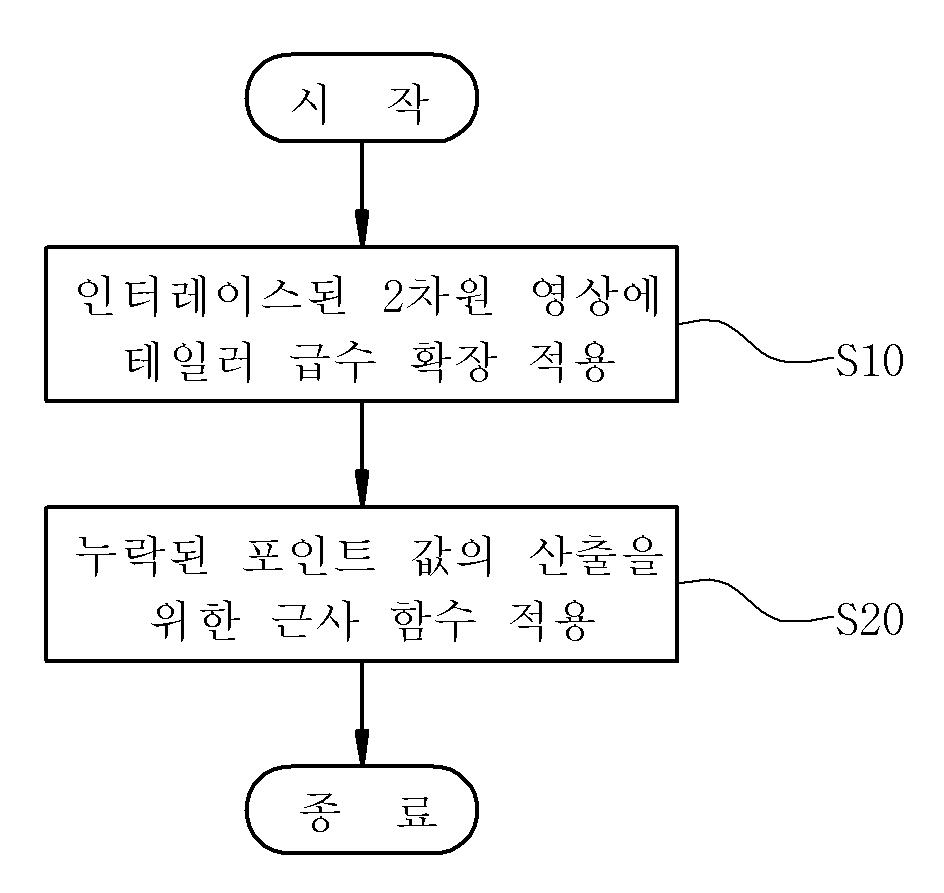 시 작
인터레이스된 2차원 영상에
테일러 급수 확장 적용
S10
누락된 포인트 값의 산출을
위한 근사 함수 적용
S20
종 료